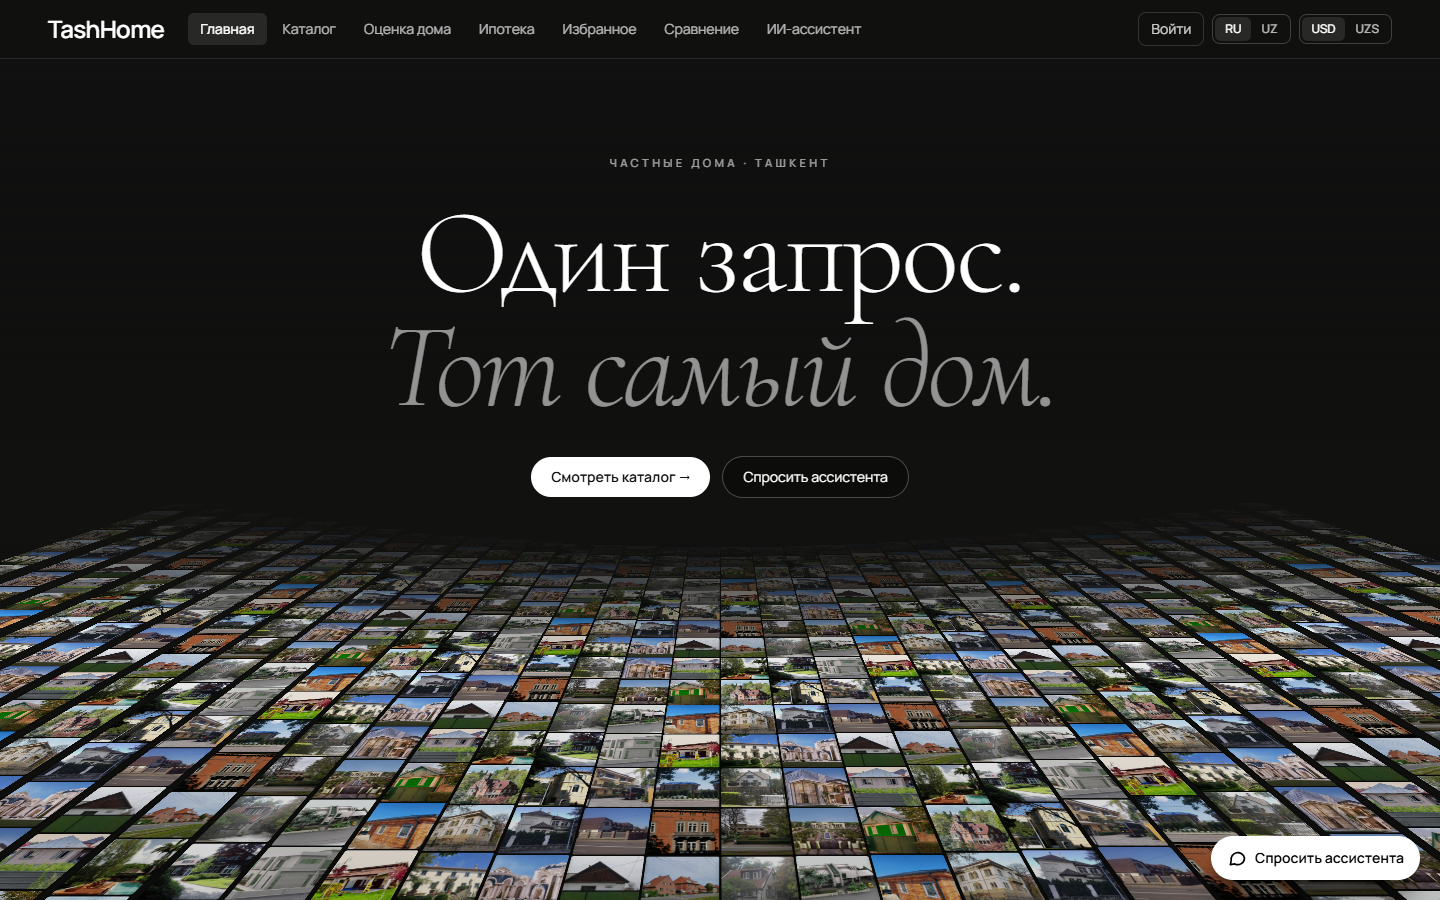 TashHome
Главная
Каталог
Оценка дома
Ипотека
Избранное
Сравнение
ИИ-ассистент
Войти
RU
UZ
USD
UZS
ЧАСТНЫЕ ДОМА · ТАШКЕНТ
Один запрос.
Тот самый дом.
Смотреть каталог →
Спросить ассистента
Спросить ассистента